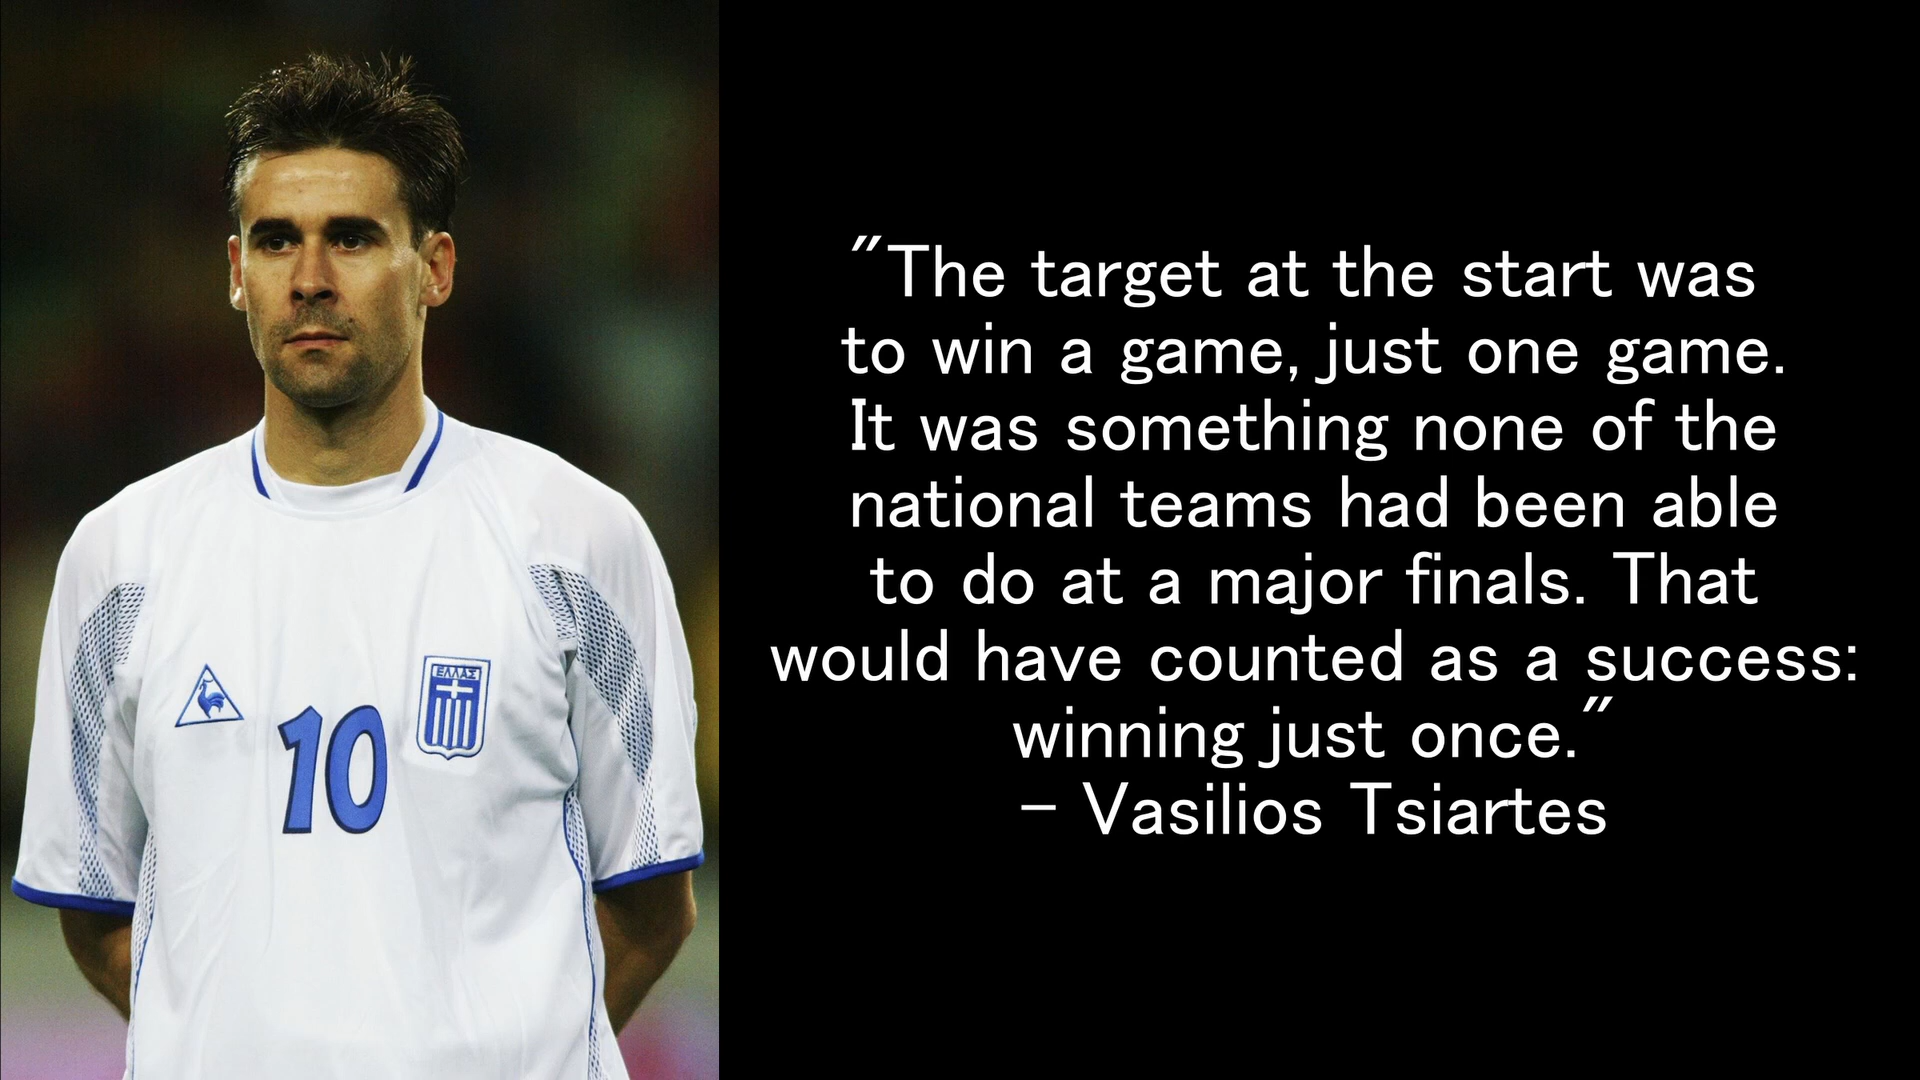 ΕΛΛΑΣ
10
"The target at the start was
to win a game, just one game.
It was something none of the
national teams had been able
to do at a major finals. That
would have counted as a success:
winning just once."
– Vasilios Tsiartes